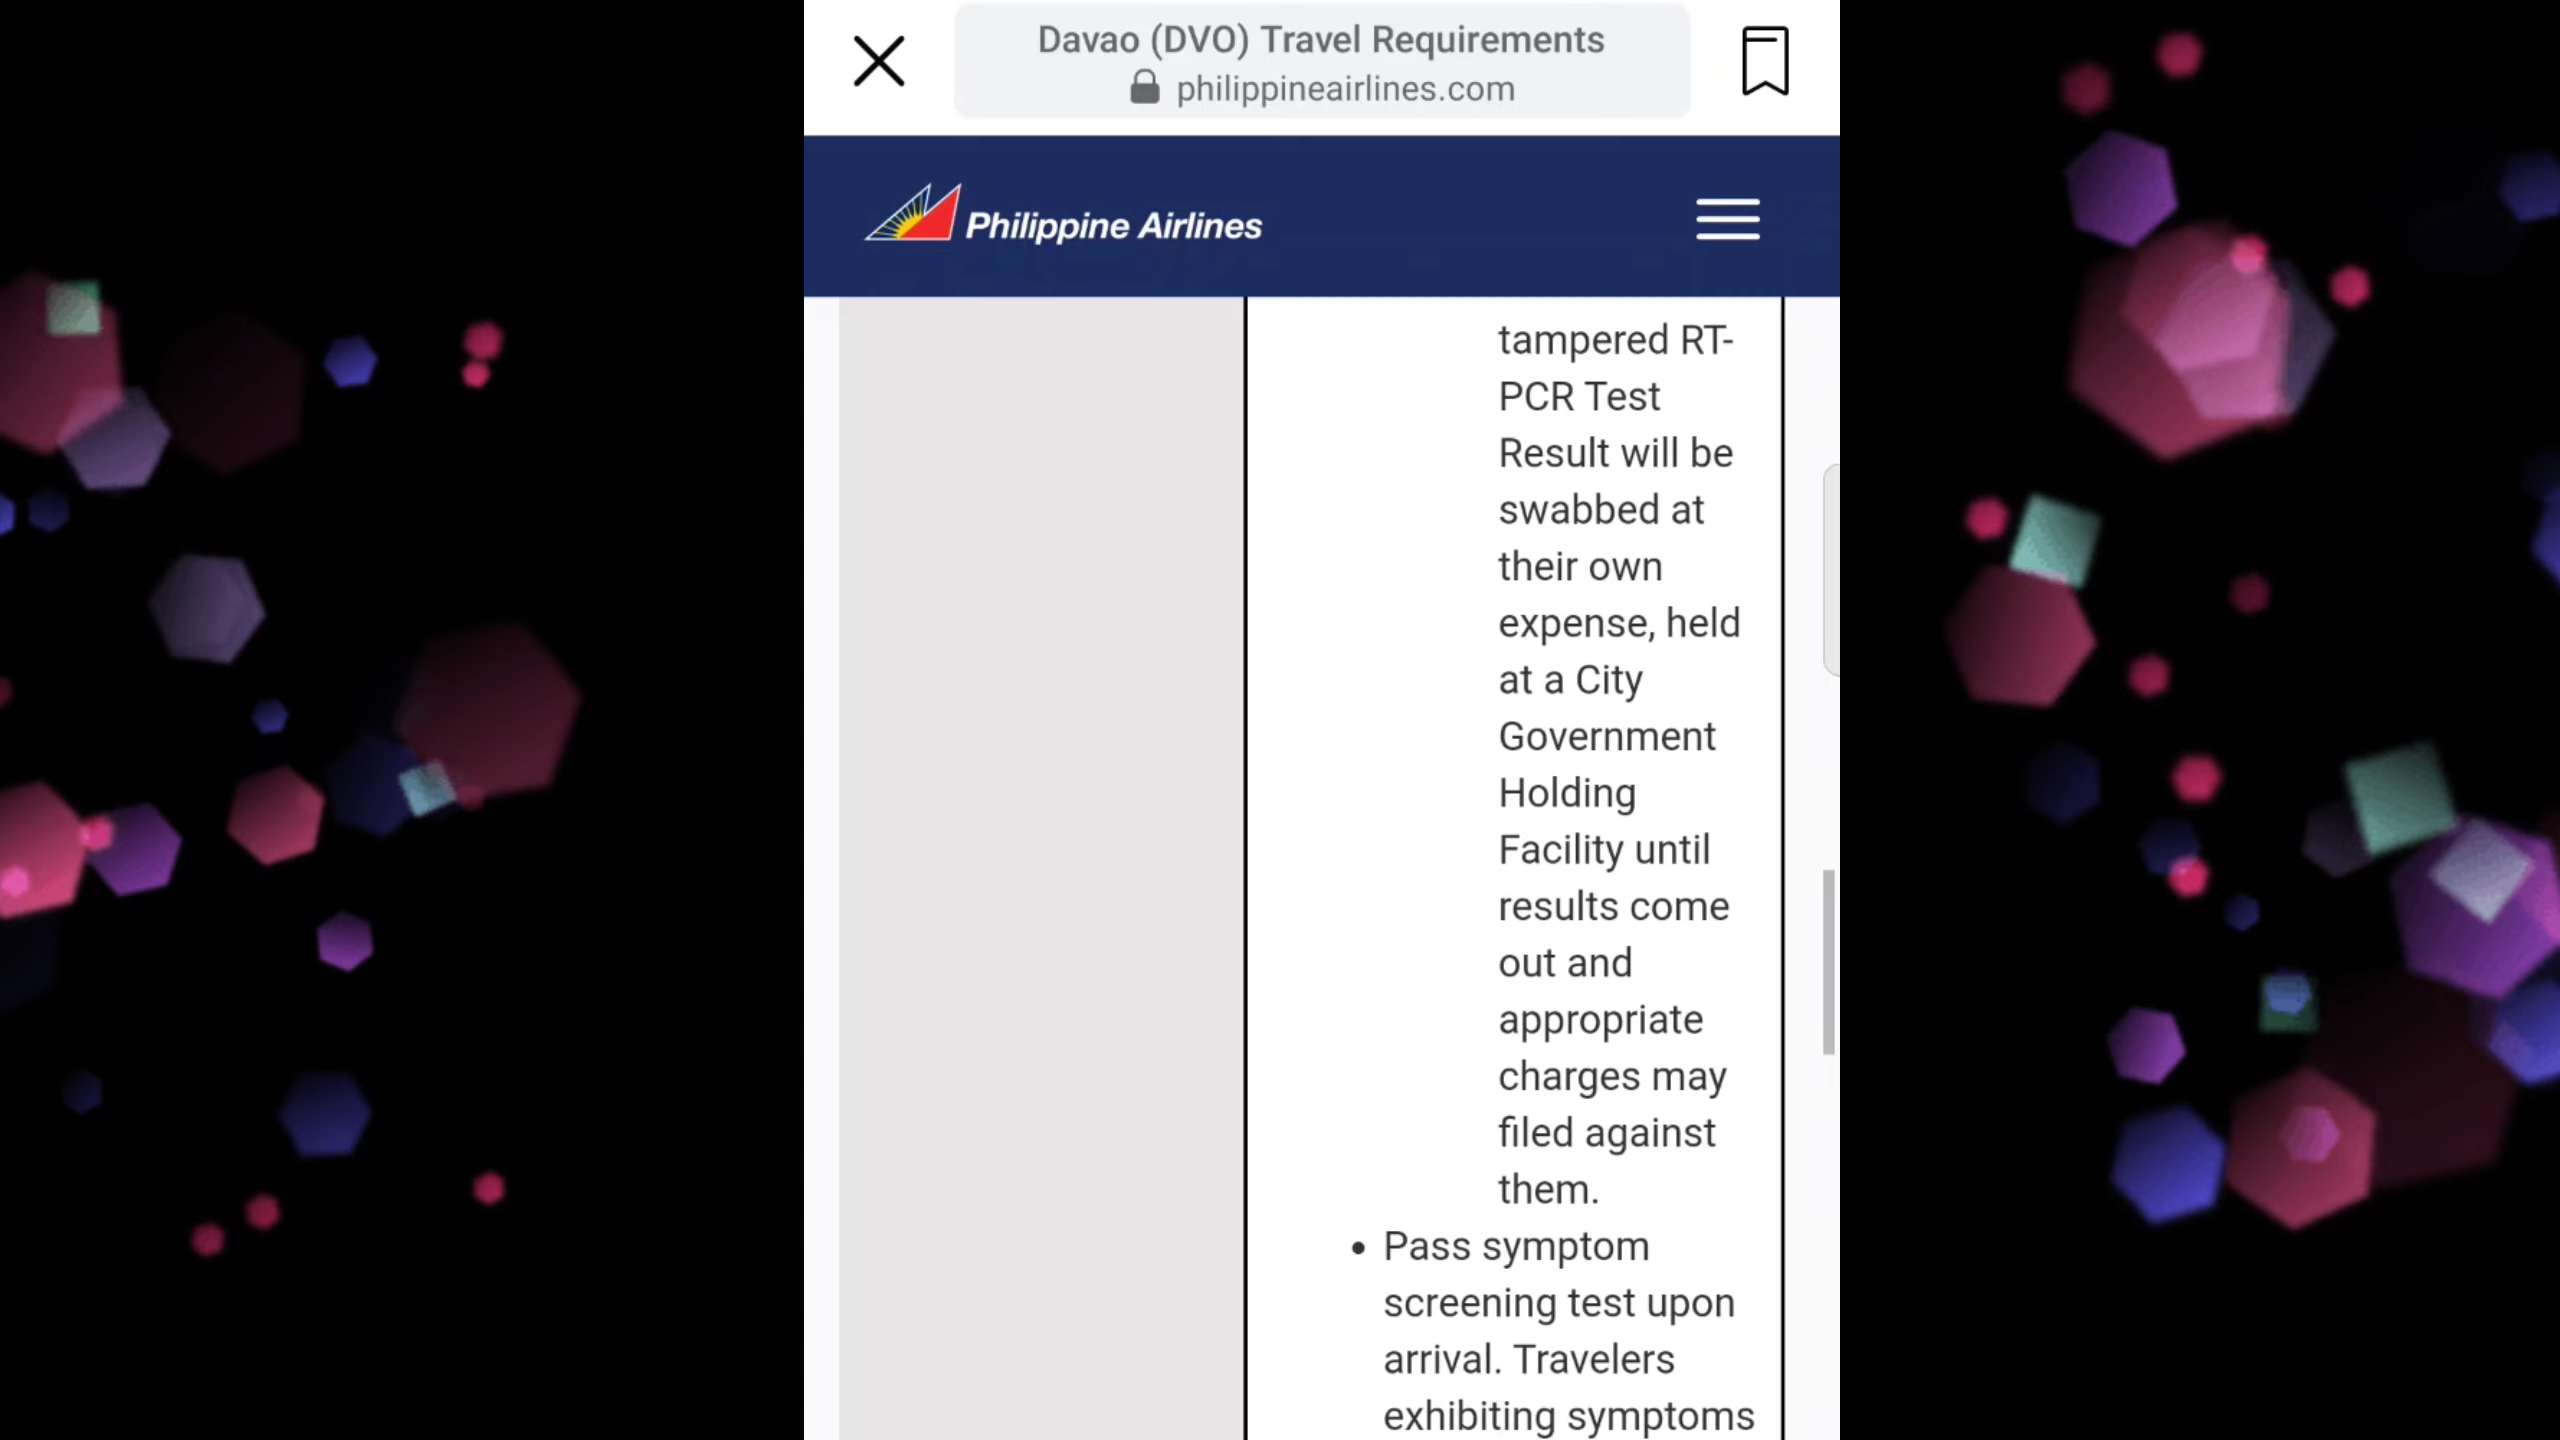 Davao (DVO) Travel Requirements
philippineairlines.com
Philippine Airlines
tampered RT-
PCR Test
Result will be
swabbed at
their own
expense, held
at a City
Government
Holding
Facility until
results come
out and
appropriate
charges may
filed against
them.
• Pass symptom
screening test upon
arrival. Travelers
exhibiting symptoms